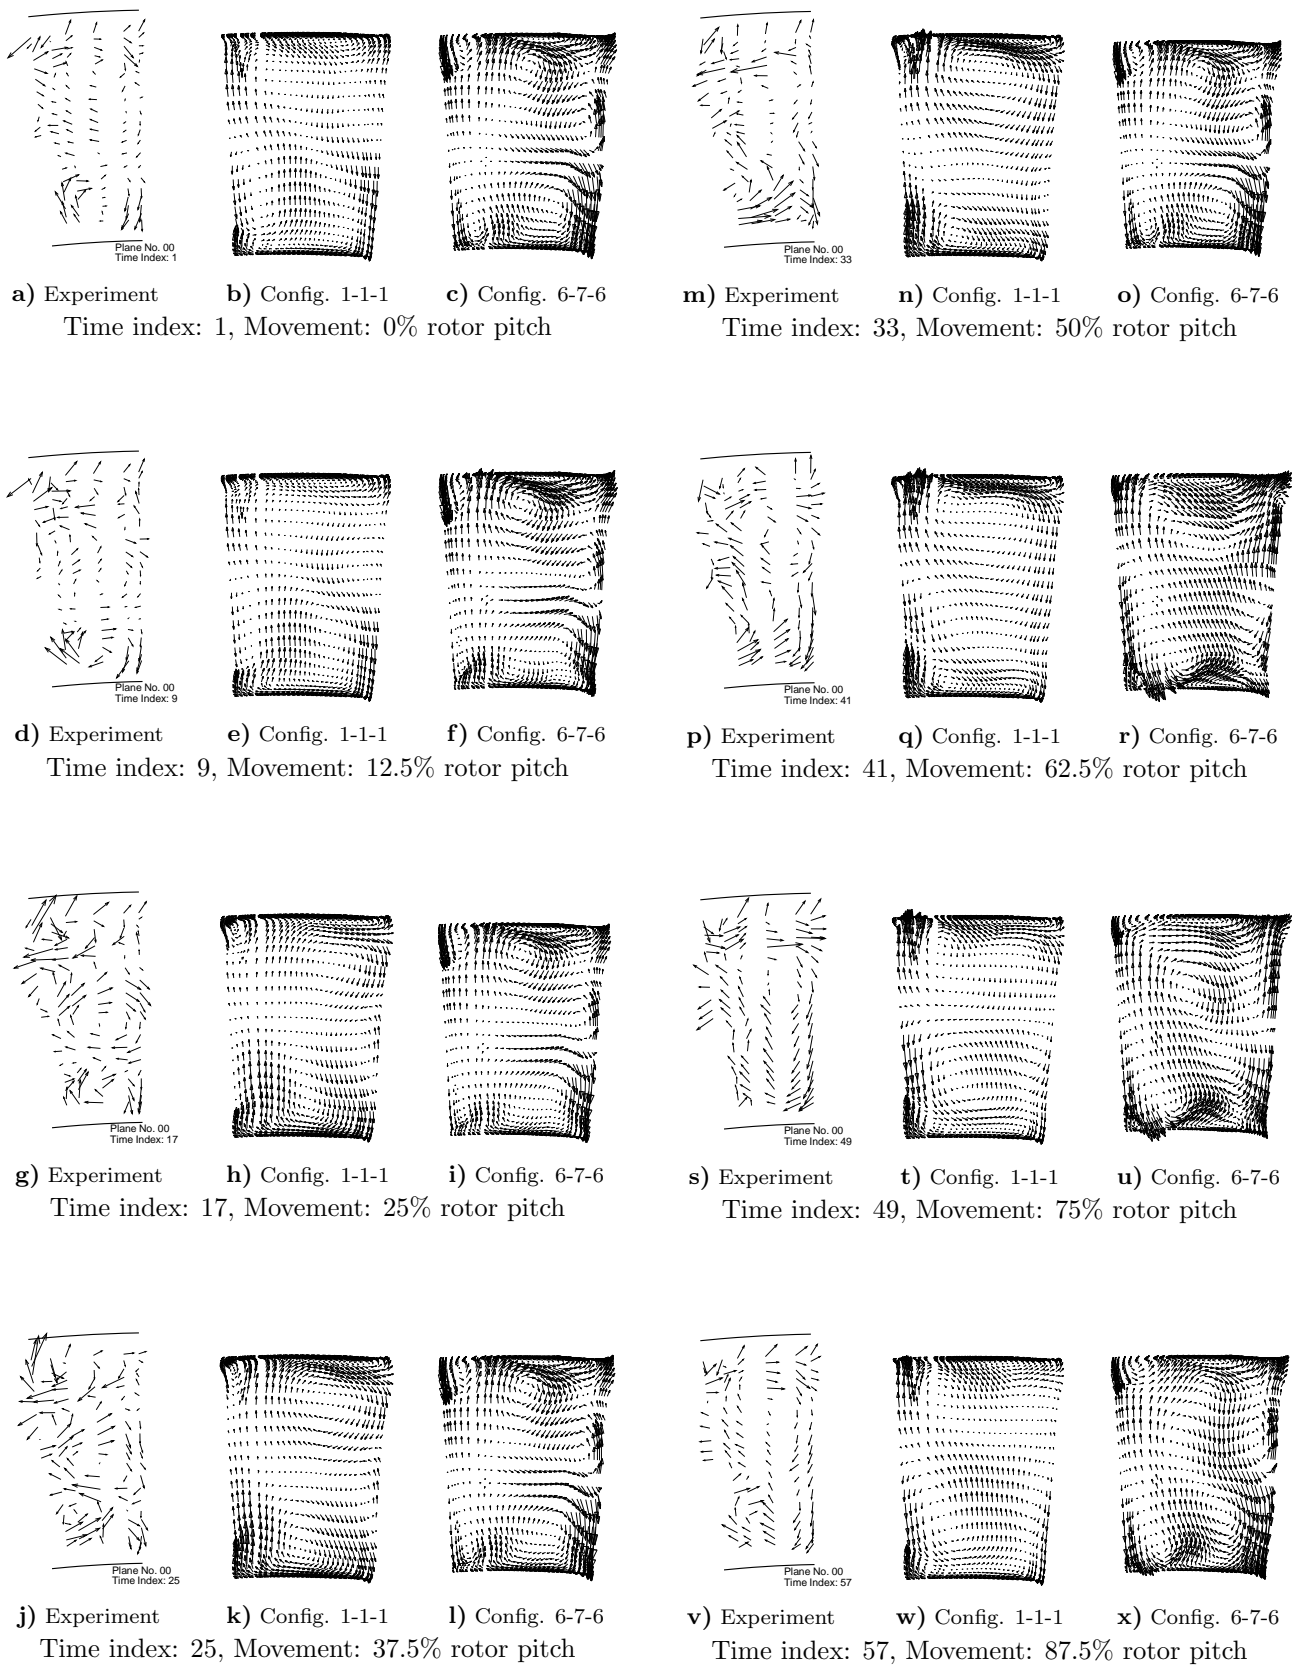 Plane No. 00
Time Index: 1
a) Experiment b) Config. 1-1-1 c) Config. 6-7-6
Time index: 1, Movement: 0% rotor pitch
Plane No. 00
Time Index: 33
m) Experiment n) Config. 1-1-1 o) Config. 6-7-6
Time index: 33, Movement: 50% rotor pitch
Plane No. 00
Time Index: 9
d) Experiment e) Config. 1-1-1 f) Config. 6-7-6
Time index: 9, Movement: 12.5% rotor pitch
Plane No. 00
Time Index: 41
p) Experiment q) Config. 1-1-1 r) Config. 6-7-6
Time index: 41, Movement: 62.5% rotor pitch
Plane No. 00
Time Index: 17
g) Experiment h) Config. 1-1-1 i) Config. 6-7-6
Time index: 17, Movement: 25% rotor pitch
Plane No. 00
Time Index: 49
s) Experiment t) Config. 1-1-1 u) Config. 6-7-6
Time index: 49, Movement: 75% rotor pitch
Plane No. 00
Time Index: 25
j) Experiment k) Config. 1-1-1 l) Config. 6-7-6
Time index: 25, Movement: 37.5% rotor pitch
Plane No. 00
Time Index: 57
v) Experiment w) Config. 1-1-1 x) Config. 6-7-6
Time index: 57, Movement: 87.5% rotor pitch